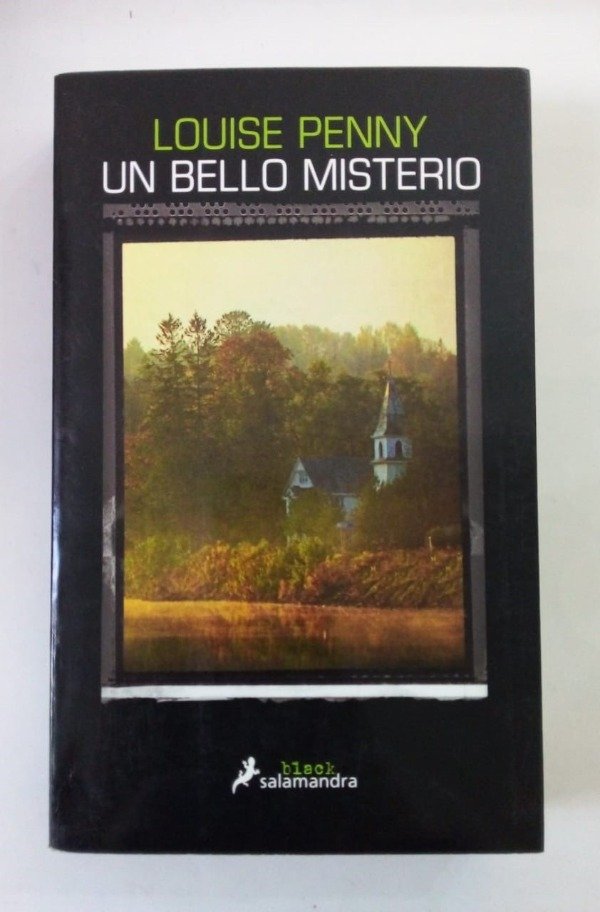 LOUISE PENNY
UN BELLO MISTERIO
black
salamandra